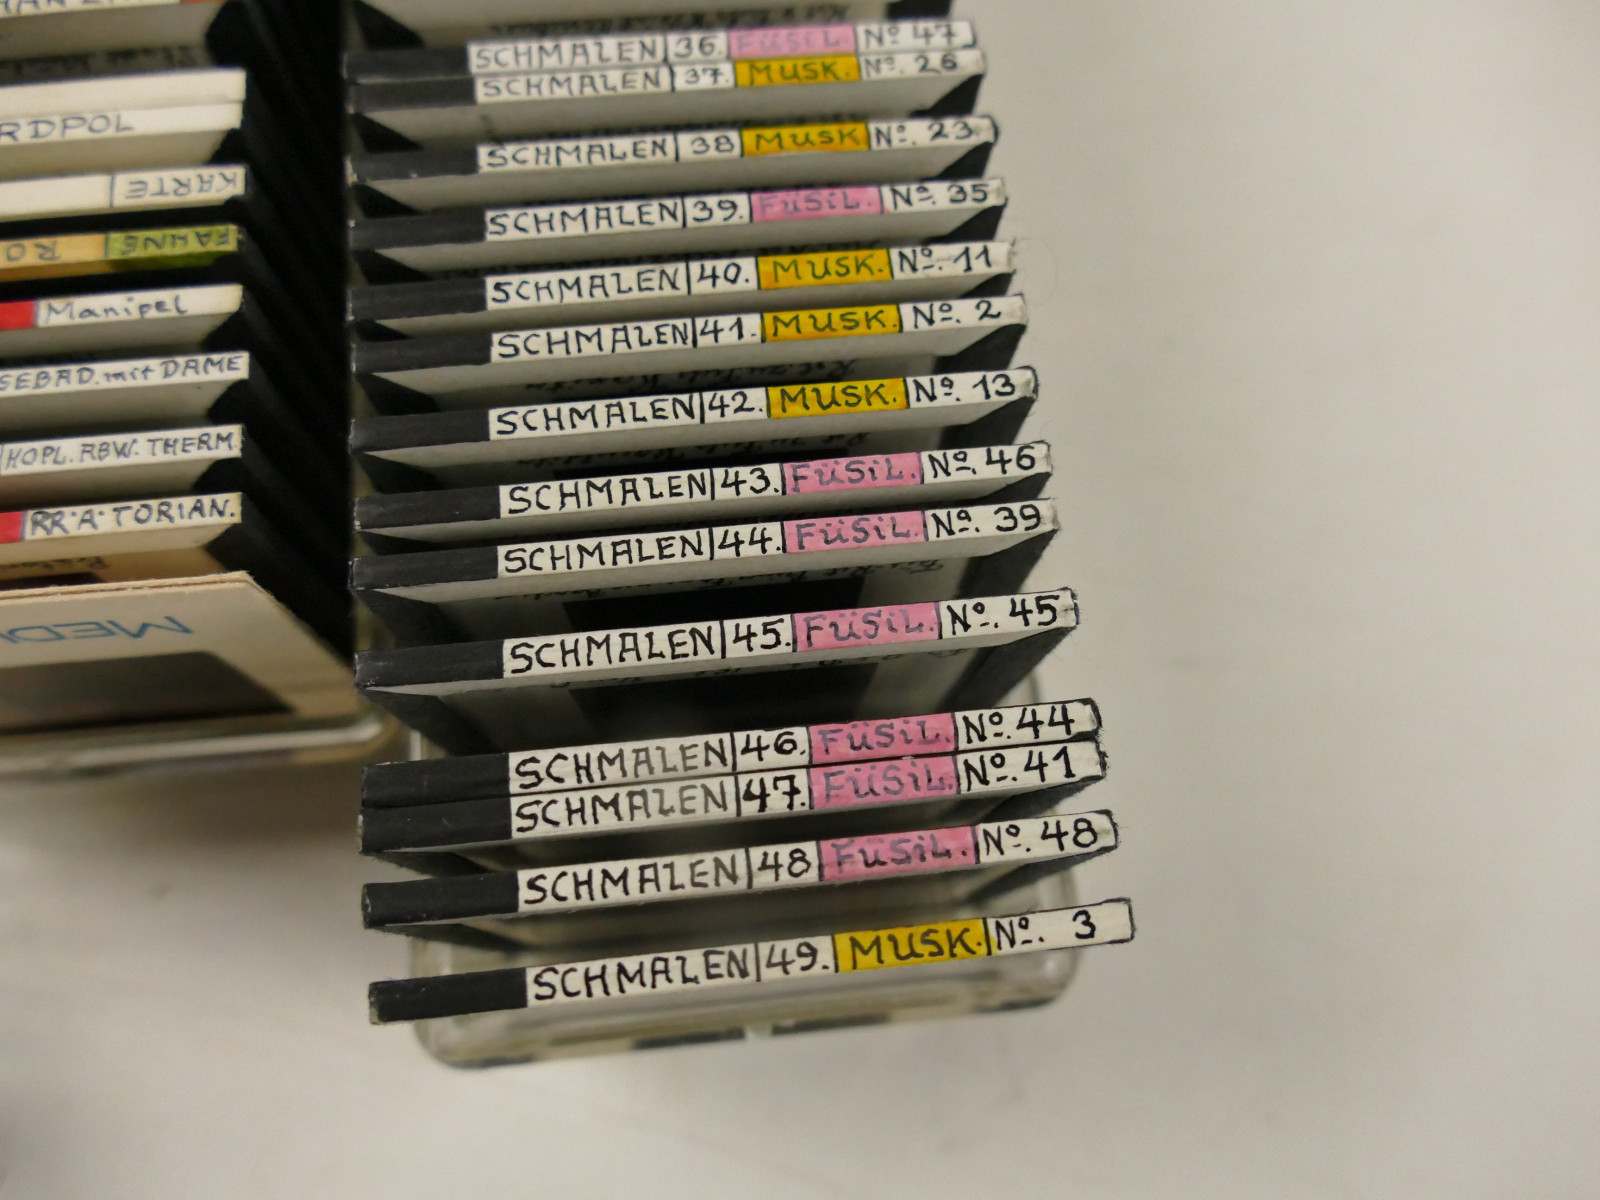 RDPOL
KARTE
FAHNE RO
Manipel
SEBAD. mit DAME
HOPL. RBW. THERM.
RR·A· TORIAN.
MEDI
SCHMALEN 36. FÜSiL. Nº 47
SCHMALEN 37. MUSK. Nº. 26
SCHMALEN 38 MUSK Nº. 23
SCHMALEN 39. FÜSiL. Nº. 35
SCHMALEN 40. MUSK. Nº. 11
SCHMALEN 41. MUSK. Nº. 2
SCHMALEN 42. MUSK. Nº. 13
SCHMALEN 43. FÜSiL. Nº. 46
SCHMALEN 44. FÜSiL. Nº. 39
SCHMALEN 45. FÜSiL. Nº. 45
SCHMALEN 46. FÜSiL. Nº. 44
SCHMALEN 47. FÜSiL. Nº. 41
SCHMALEN 48 FÜSiL. Nº. 48
SCHMALEN 49. MUSK. Nº. 3